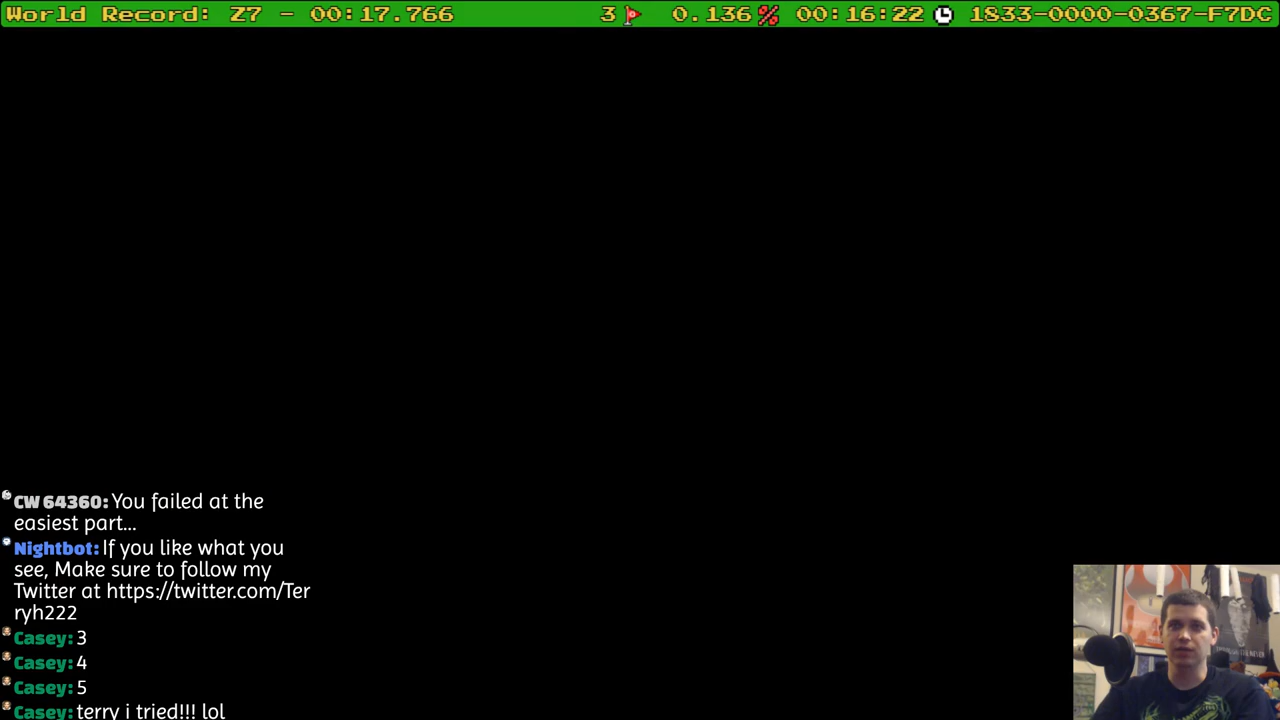 World Record: Z7 - 00:17.766 3 0.136% 00:16:22 1833-0000-0367-F7DC
CW 64360: You failed at the
easiest part...
Nightbot: If you like what you
see, Make sure to follow my
Twitter at https://twitter.com/Ter
ryh222
Casey: 3
Casey: 4
Casey: 5
Casey: terry i tried!!! lol